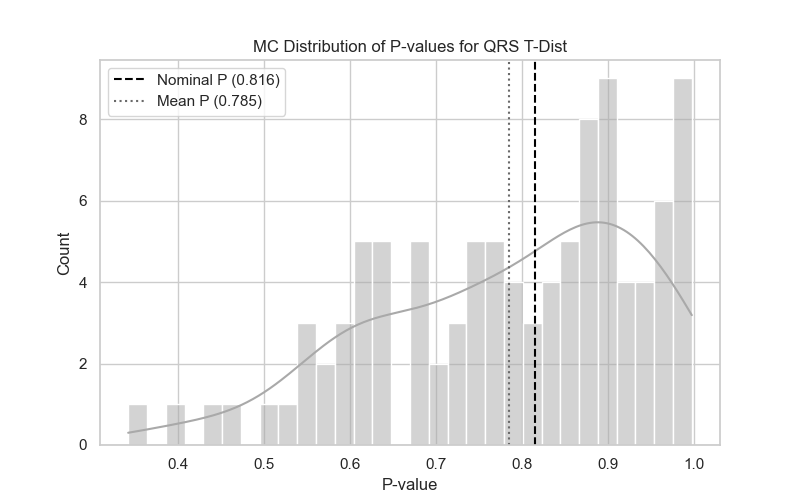 MC Distribution of P-values for QRS T-Dist
Nominal P (0.816)
Mean P (0.785)
8
6
4
2
0
Count
0.4 0.5 0.6 0.7 0.8 0.9 1.0
P-value